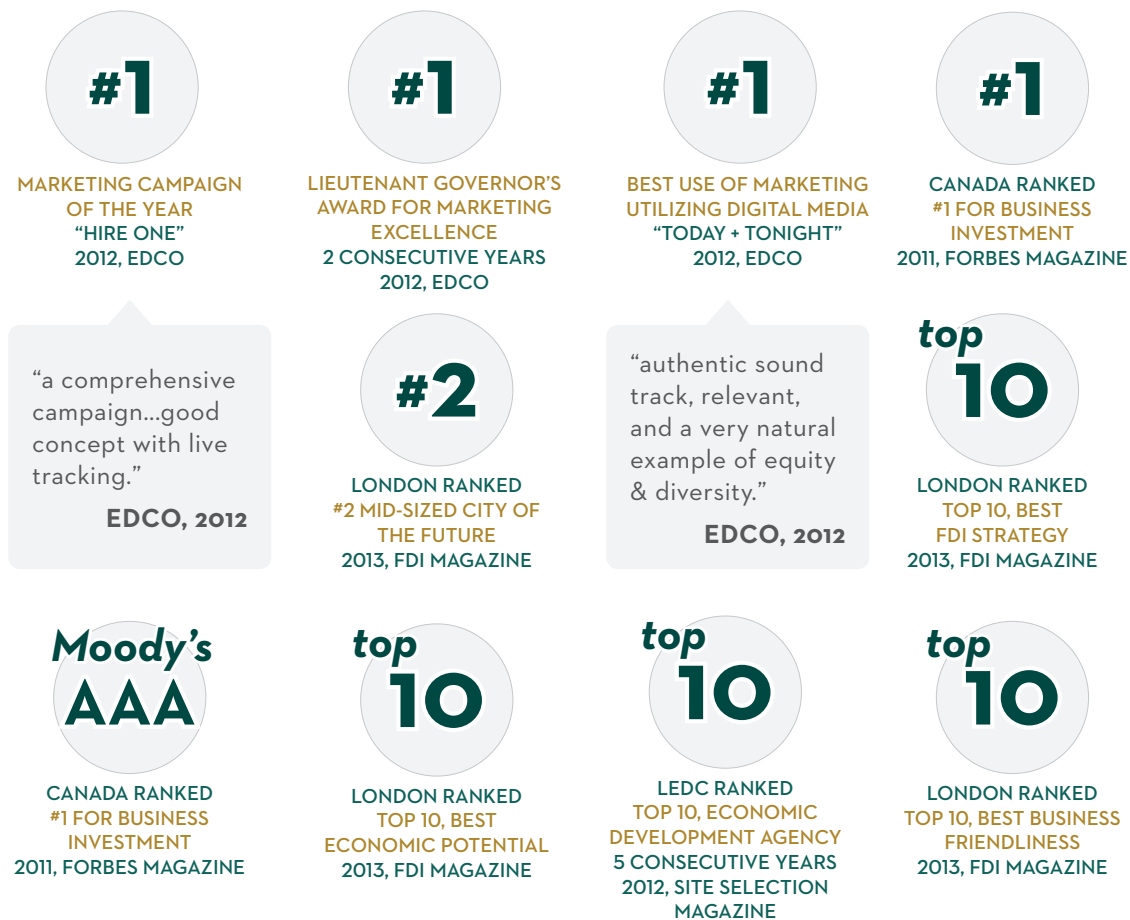 #1
MARKETING CAMPAIGN
OF THE YEAR
“HIRE ONE”
2012, EDCO
#1
LIEUTENANT GOVERNOR’S
AWARD FOR MARKETING
EXCELLENCE
2 CONSECUTIVE YEARS
2012, EDCO
#1
BEST USE OF MARKETING
UTILIZING DIGITAL MEDIA
“TODAY + TONIGHT”
2012, EDCO
#1
CANADA RANKED
#1 FOR BUSINESS
INVESTMENT
2011, FORBES MAGAZINE
“a comprehensive
campaign...good
concept with live
tracking.”
EDCO, 2012
#2
LONDON RANKED
#2 MID-SIZED CITY OF
THE FUTURE
2013, FDI MAGAZINE
“authentic sound
track, relevant,
and a very natural
example of equity
& diversity.”
EDCO, 2012
top
10
LONDON RANKED
TOP 10, BEST
FDI STRATEGY
2013, FDI MAGAZINE
Moody’s
AAA
CANADA RANKED
#1 FOR BUSINESS
INVESTMENT
2011, FORBES MAGAZINE
top
10
LONDON RANKED
TOP 10, BEST
ECONOMIC POTENTIAL
2013, FDI MAGAZINE
top
10
LEDC RANKED
TOP 10, ECONOMIC
DEVELOPMENT AGENCY
5 CONSECUTIVE YEARS
2012, SITE SELECTION
MAGAZINE
top
10
LONDON RANKED
TOP 10, BEST BUSINESS
FRIENDLINESS
2013, FDI MAGAZINE